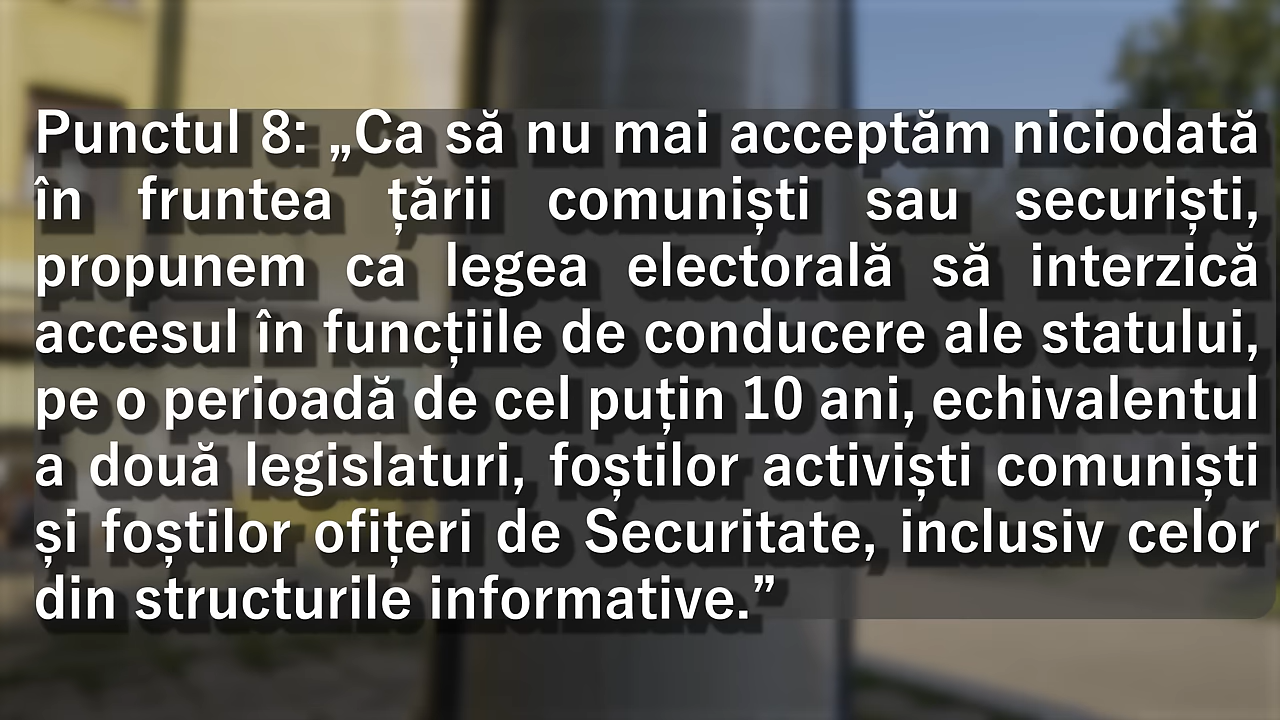 Punctul 8: „Ca să nu mai acceptăm niciodată
în fruntea țării comuniști sau securiști,
propunem ca legea electorală să interzică
accesul în funcțiile de conducere ale statului,
pe o perioadă de cel puțin 10 ani, echivalentul
a două legislaturi, foștilor activiști comuniști
și foștilor ofițeri de Securitate, inclusiv celor
din structurile informative.”